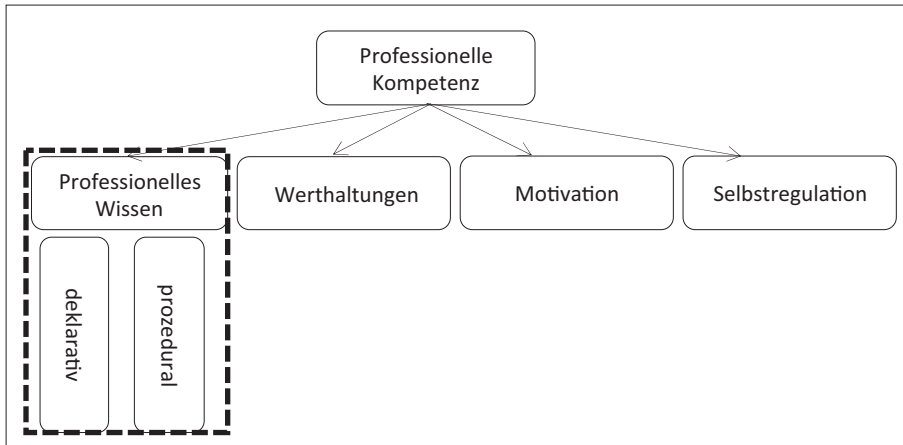 Professionelle
Kompetenz
Professionelles
Wissen
Werthaltungen
Motivation
Selbstregulation
deklarativ
prozedural